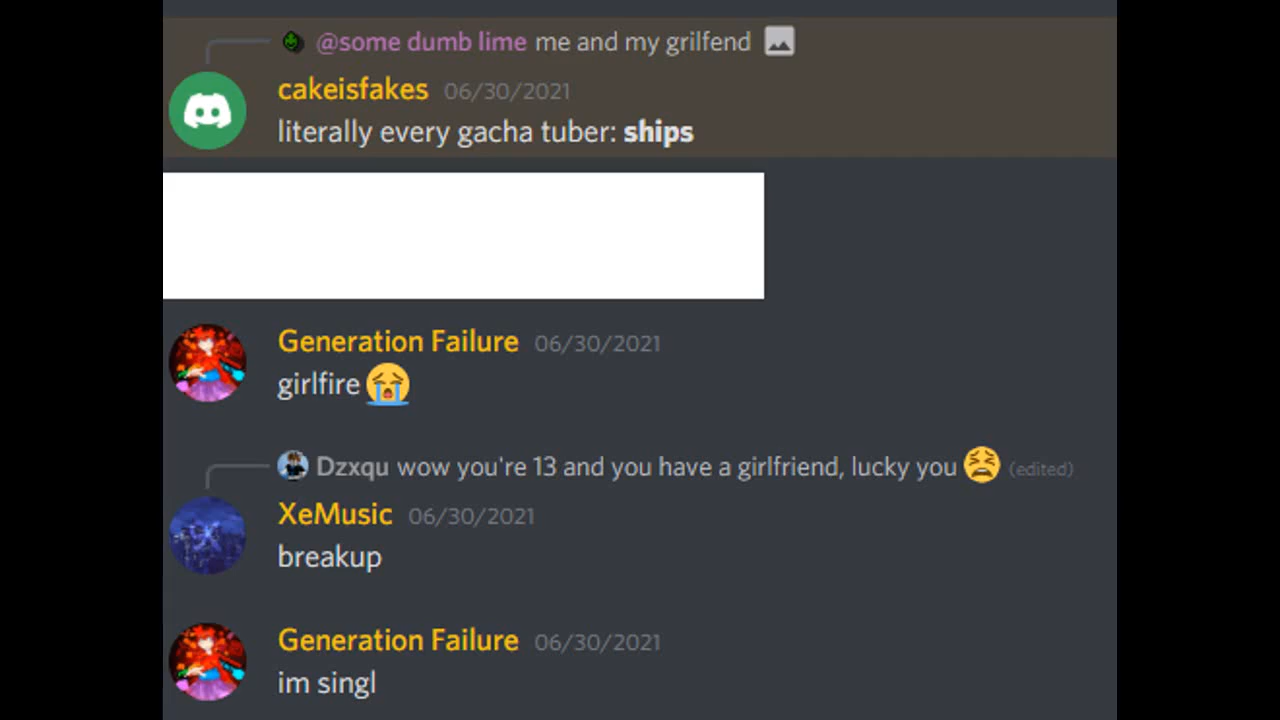 @some dumb lime me and my grilfend
cakeisfakes 06/30/2021
literally every gacha tuber: ships
Generation Failure 06/30/2021
girlfire 😭
Dzxqu wow you're 13 and you have a girlfriend, lucky you 😫 (edited)
XeMusic 06/30/2021
breakup
Generation Failure 06/30/2021
im singl